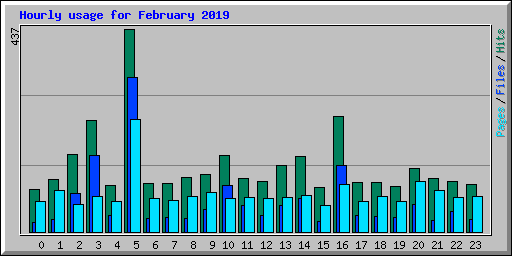 Hourly usage for February 2019
437
Pages / Files / Hits
0 1 2 3 4 5 6 7 8 9 10 11 12 13 14 15 16 17 18 19 20 21 22 23